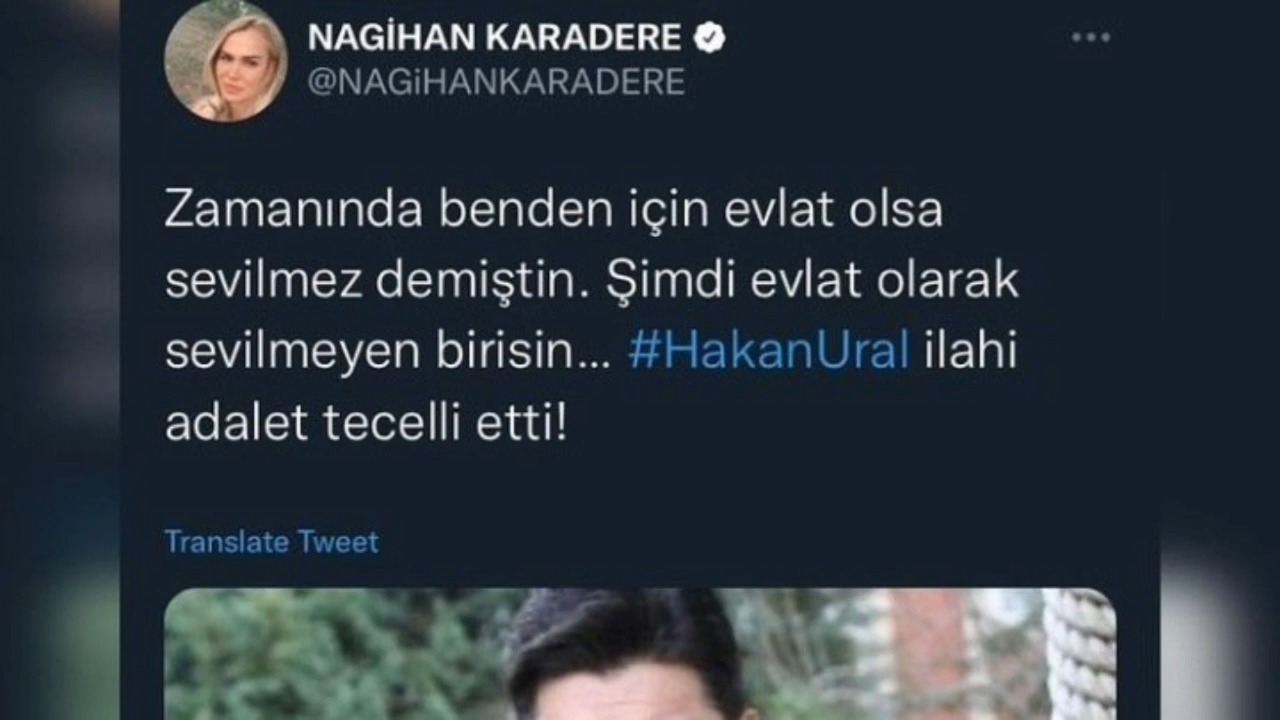 NAGİHAN KARADERE
@NAGiHANKARADERE
Zamanında benden için evlat olsa
sevilmez demiştin. Şimdi evlat olarak
sevilmeyen birisin... #HakanUral ilahi
adalet tecelli etti!
Translate Tweet